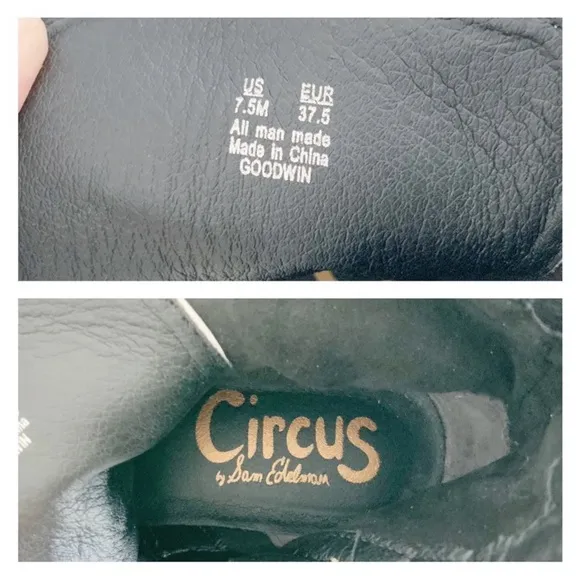 US EUR
7.5M 37.5
All man made
Made in China
GOODWIN
Circus
by Sam Edelman